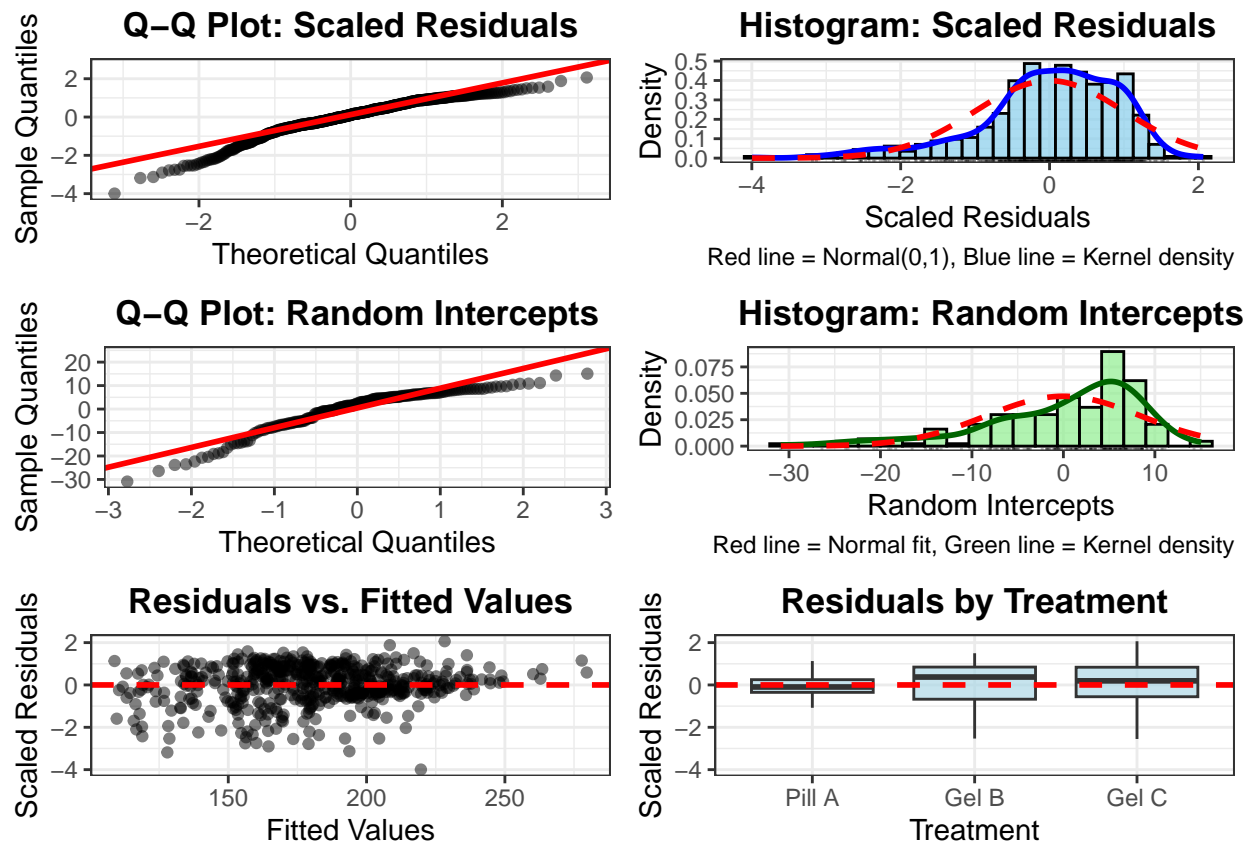 Q−Q Plot: Scaled Residuals
Sample Quantiles
2
0
−2
−4
−2
0
2
Theoretical Quantiles
Histogram: Scaled Residuals
Density
0.5
0.4
0.3
0.2
0.1
0.0
−4
−2
0
2
Scaled Residuals
Red line = Normal(0,1), Blue line = Kernel density
Q−Q Plot: Random Intercepts
Sample Quantiles
20
10
0
−10
−20
−30
−3
−2
−1
0
1
2
3
Theoretical Quantiles
Histogram: Random Intercepts
Density
0.075
0.050
0.025
0.000
−30
−20
−10
0
10
Random Intercepts
Red line = Normal fit, Green line = Kernel density
Residuals vs. Fitted Values
Scaled Residuals
2
0
−2
−4
150
200
250
Fitted Values
Residuals by Treatment
Scaled Residuals
2
0
−2
−4
Pill A
Gel B
Gel C
Treatment